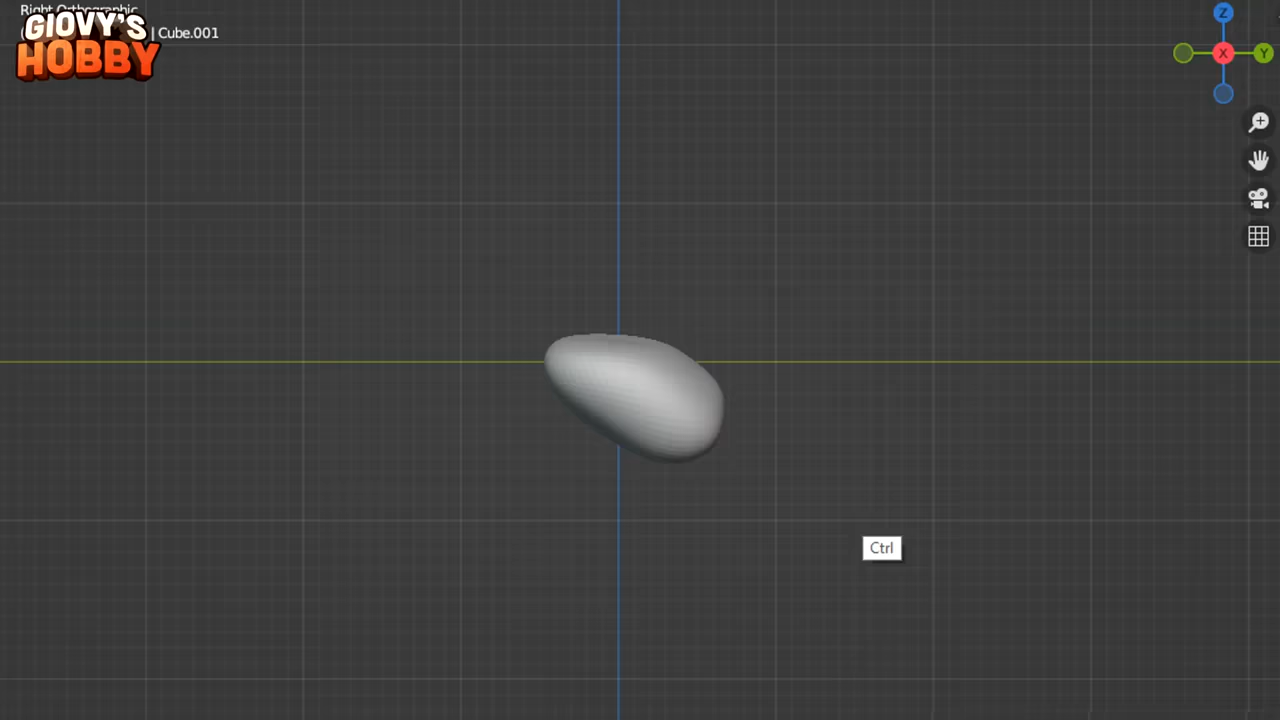 Right Orthographic
GIOVY'S
HOBBY
| Cube.001
Z
X
Y
Ctrl